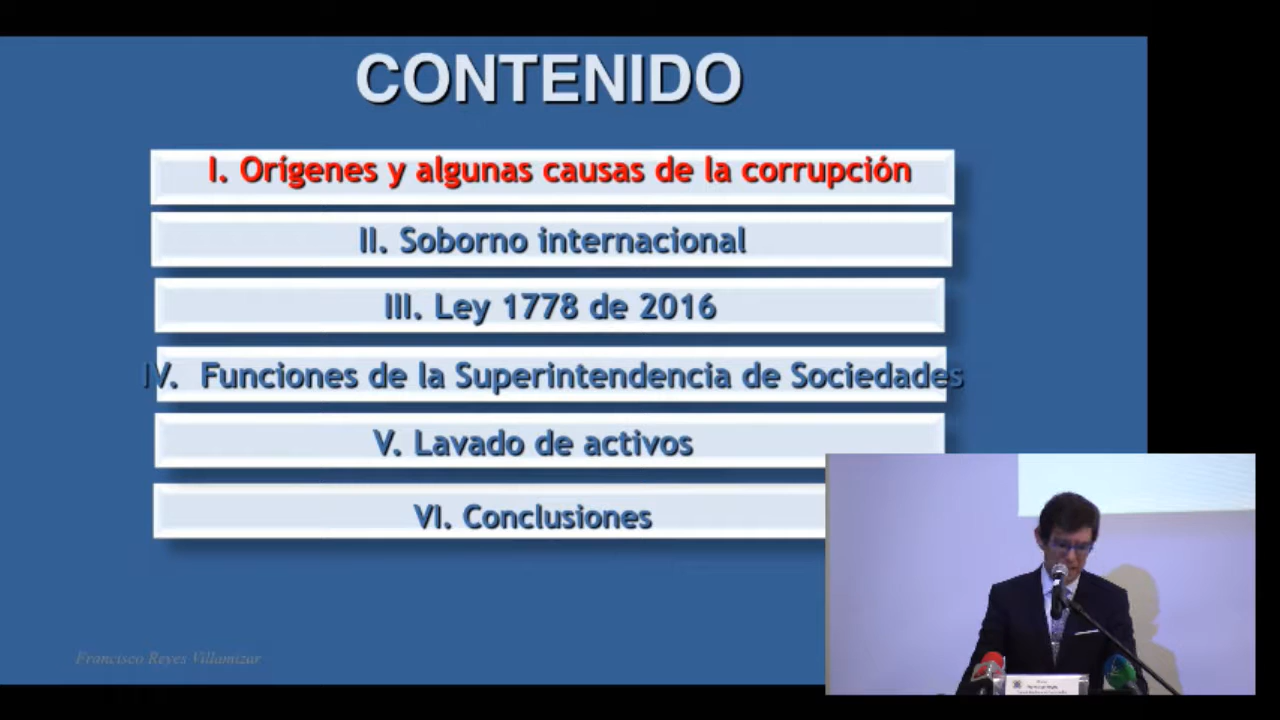 CONTENIDO
I. Orígenes y algunas causas de la corrupción
II. Soborno internacional
III. Ley 1778 de 2016
IV. Funciones de la Superintendencia de Sociedades
V. Lavado de activos
VI. Conclusiones
Francisco Reyes Villamizar